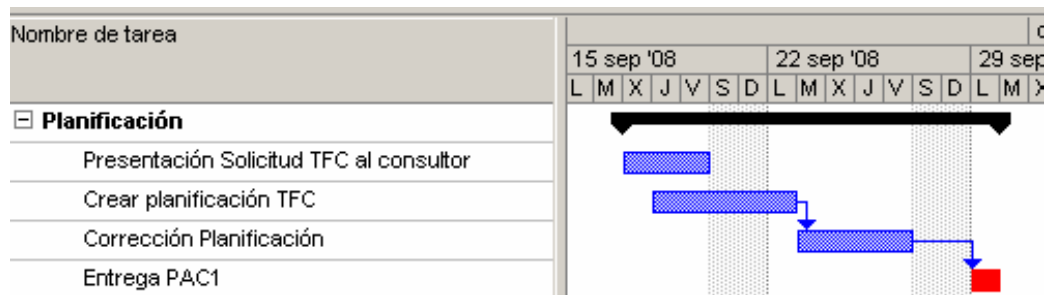 Nombre de tarea
15 sep '08 22 sep '08 29 sep
L M X J V S D L M X J V S D L M X
Planificación
Presentación Solicitud TFC al consultor
Crear planificación TFC
Corrección Planificación
Entrega PAC1